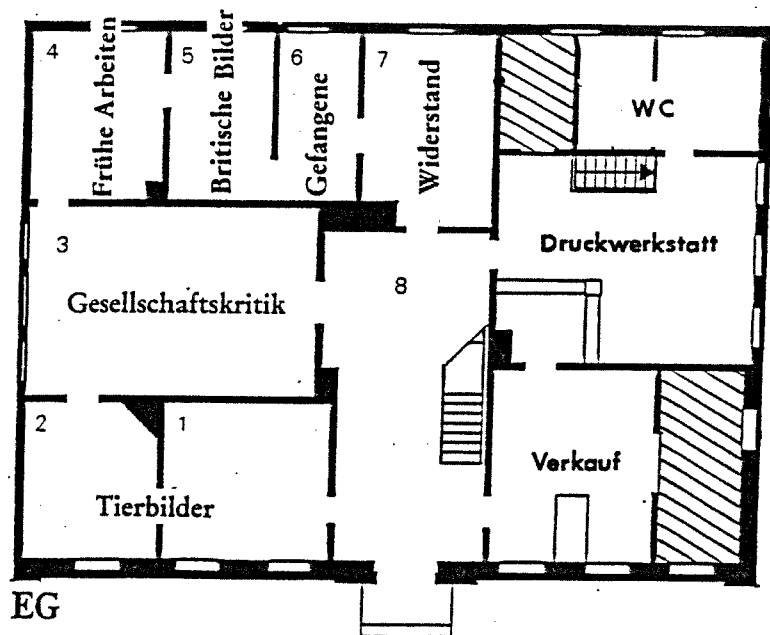 4
Frühe Arbeiten
5
Britische Bilder
6
Gefangene
7
Widerstand
WC
3
Gesellschaftskritik
8
Druckwerkstatt
2
1
Tierbilder
Verkauf
EG